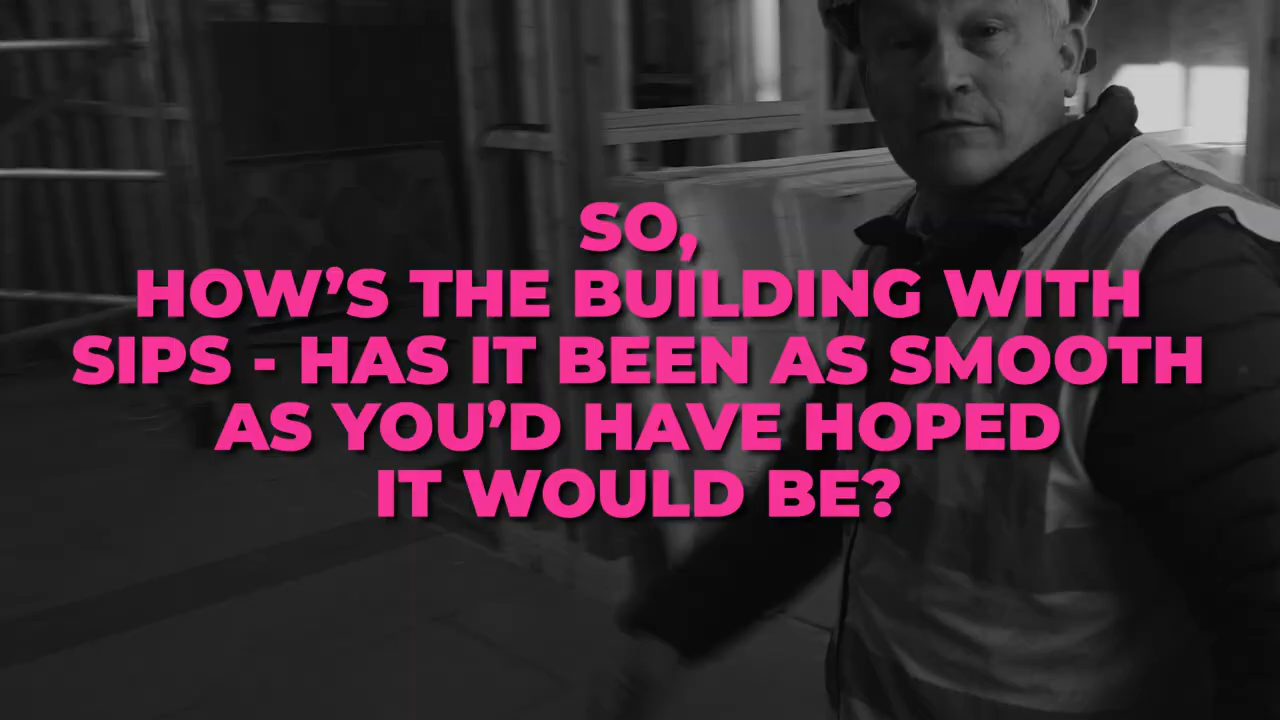 SO,
HOW’S THE BUILDING WITH
SIPS - HAS IT BEEN AS SMOOTH
AS YOU’D HAVE HOPED
IT WOULD BE?